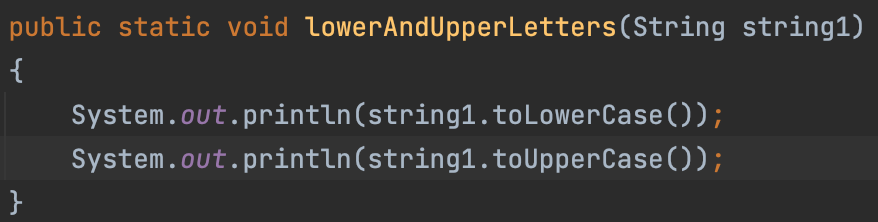 public static void lowerAndUpperLetters(String string1)
{
    System.out.println(string1.toLowerCase());
    System.out.println(string1.toUpperCase());
}